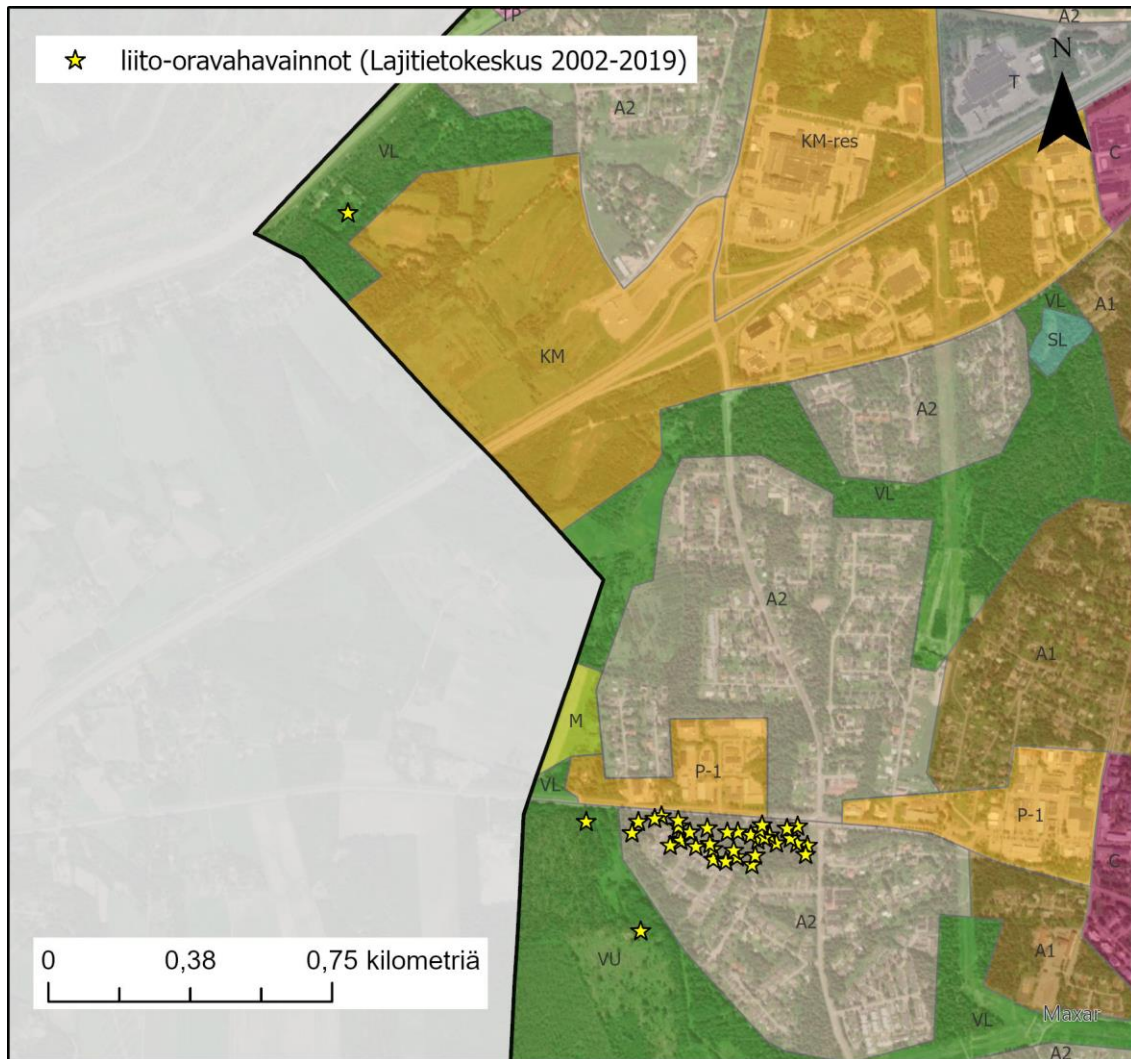 TP
A2
liito-oravahavainnot (Lajitietokeskus 2002-2019)
N
T
A2
KM-res
C
VL
VL
A1
SL
KM
A2
VL
A2
A1
M
P-1
VL
P-1
C
A2
VU
A1
0
0,38
0,75 kilometriä
VL
Maxar
A2